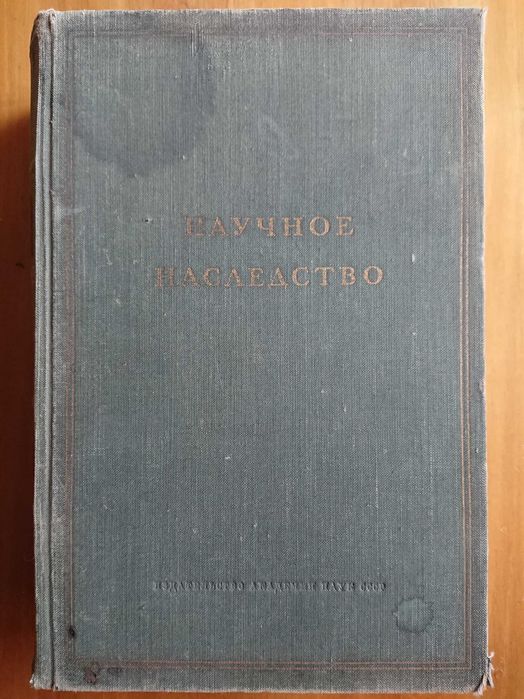 НАУЧНОЕ
НАСЛЕДСТВО
ИЗДАТЕЛЬСТВО АКАДЕМИИ НАУК СССР